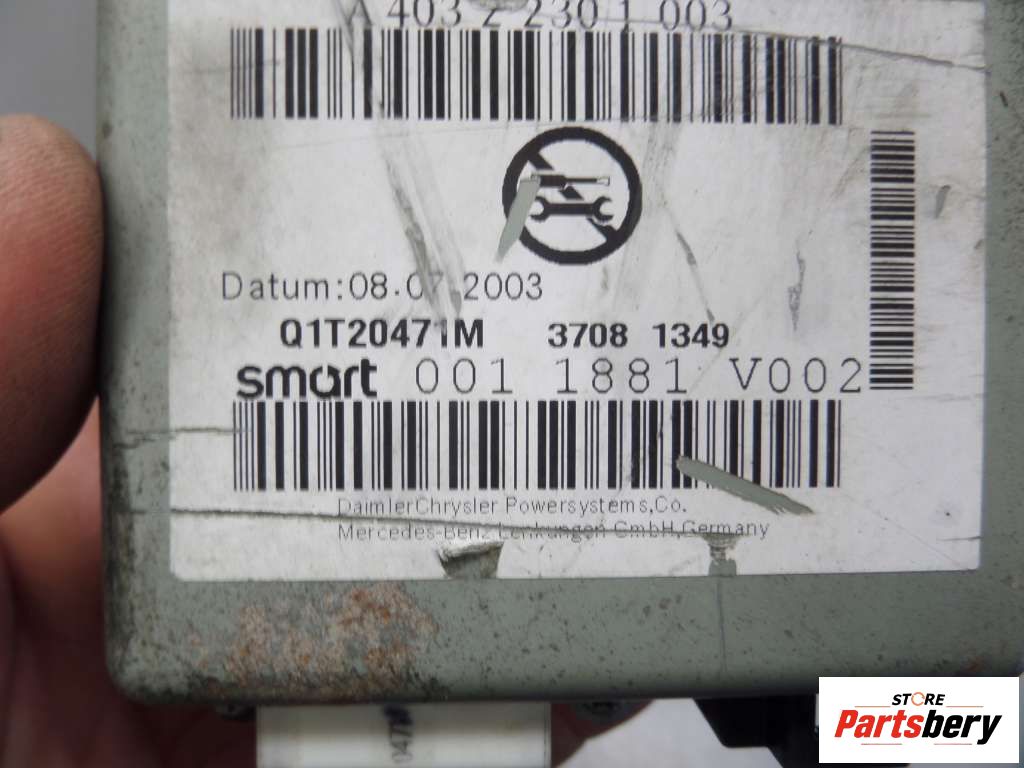 A 403 2 230 1 003
Datum:08.07.2003
Q1T20471M 3708 1349
smart 001 1881 V002
DaimlerChrysler Powersystems,Co.
Mercedes-Benz Lenkungen GmbH,Germany
STORE
Partsbery